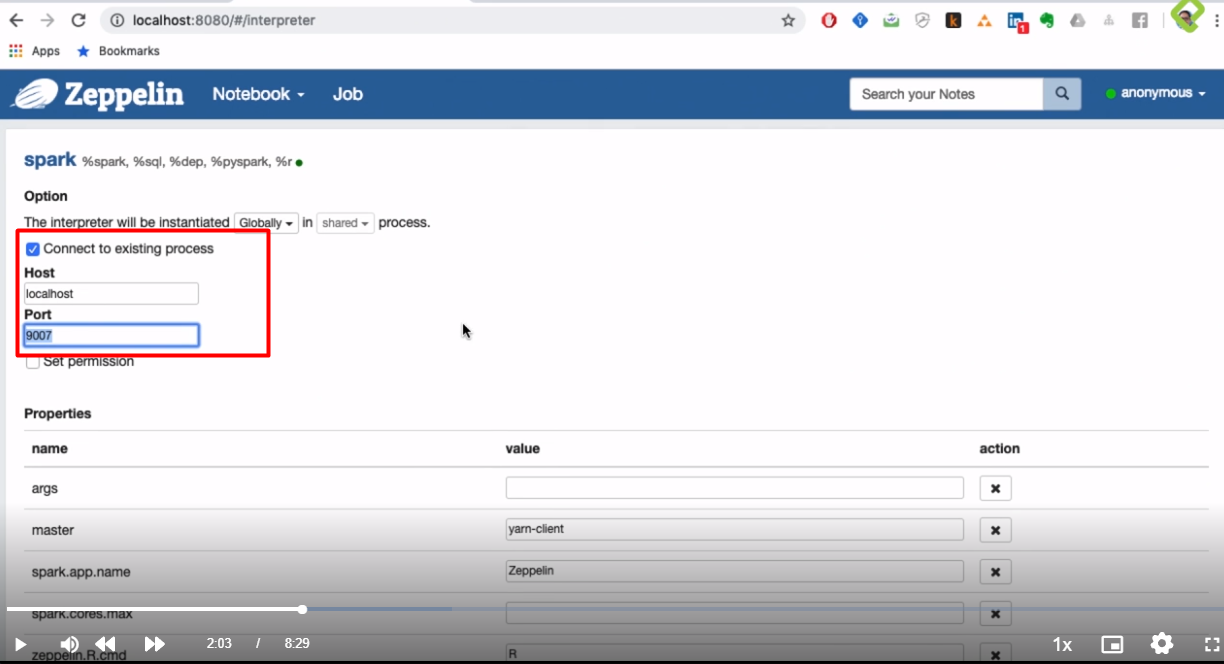 localhost:8080/#/interpreter
Apps
Bookmarks
Zeppelin
Notebook
Job
Search your Notes
anonymous
spark %spark, %sql, %dep, %pyspark, %r
Option
The interpreter will be instantiated Globally in shared process.
Connect to existing process
Host
localhost
Port
9007
Set permission
Properties
name value action
args
master yarn-client
spark.app.name Zeppelin
spark.cores.max
zeppelin.R.cmd R
2:03 / 8:29
1x
k
in
1